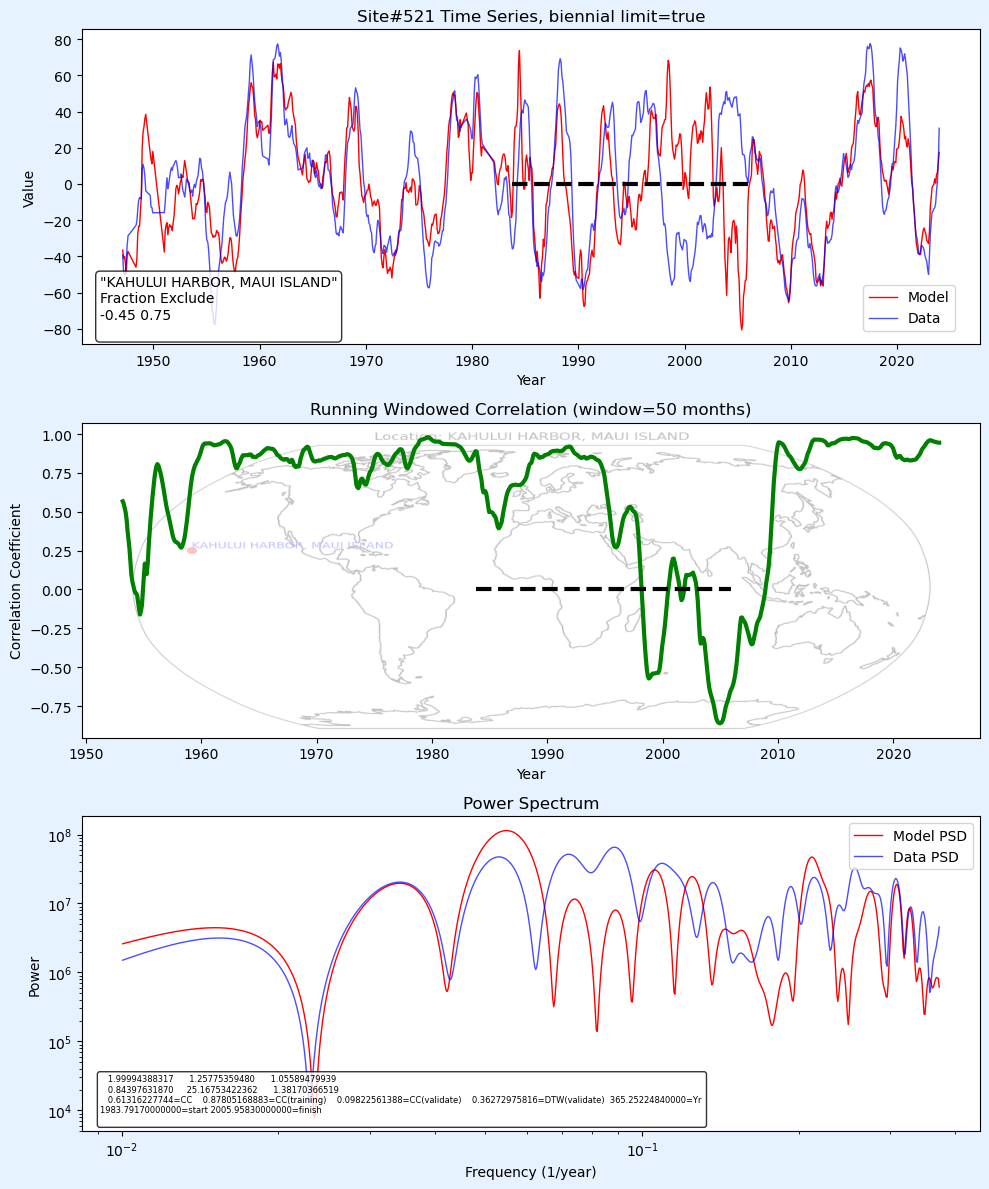 Site#521 Time Series, biennial limit=true
80
60
40
20
0
−20
−40
−60
−80
Value
"KAHULUI HARBOR, MAUI ISLAND"
Fraction Exclude
-0.45 0.75
Model
Data
1950
1960
1970
1980
1990
2000
2010
2020
Year
Running Windowed Correlation (window=50 months)
Location: KAHULUI HARBOR, MAUI ISLAND
1.00
0.75
0.50
0.25
0.00
−0.25
−0.50
−0.75
Correlation Coefficient
KAHULUI HARBOR, MAUI ISLAND
1950
1960
1970
1980
1990
2000
2010
2020
Year
Power Spectrum
Model PSD
Data PSD
10⁸
10⁷
10⁶
10⁵
10⁴
Power
1.99994388317 1.25775359480 1.05589479939
0.84397631870 25.16753422362 1.38170366519
0.61316227744=CC 0.87805168883=CC(training) 0.09822561388=CC(validate) 0.36272975816=DTW(validate) 365.25224840000=Yr
1983.79170000000=start 2005.95830000000=finish
10⁻²
10⁻¹
Frequency (1/year)